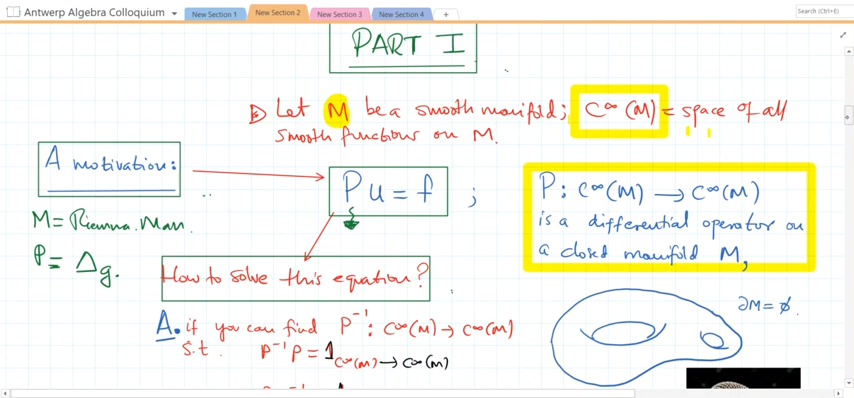 Antwerp Algebra Colloquium
New Section 1
New Section 2
New Section 3
New Section 4
+
Search (Ctrl+E)
PART I
Let M be a smooth manifold; C∞(M) = space of all
smooth functions on M.
A motivation:
Pu = f ;
P: C∞(M) → C∞(M)
is a differential operator on
a closed manifold M,
M = Riemna. Man.
P = Δg.
How to solve this equation?
∂M = ∅.
A. if you can find P⁻¹: C∞(M) → C∞(M)
s.t. P⁻¹P = 1 C∞(M) → C∞(M)